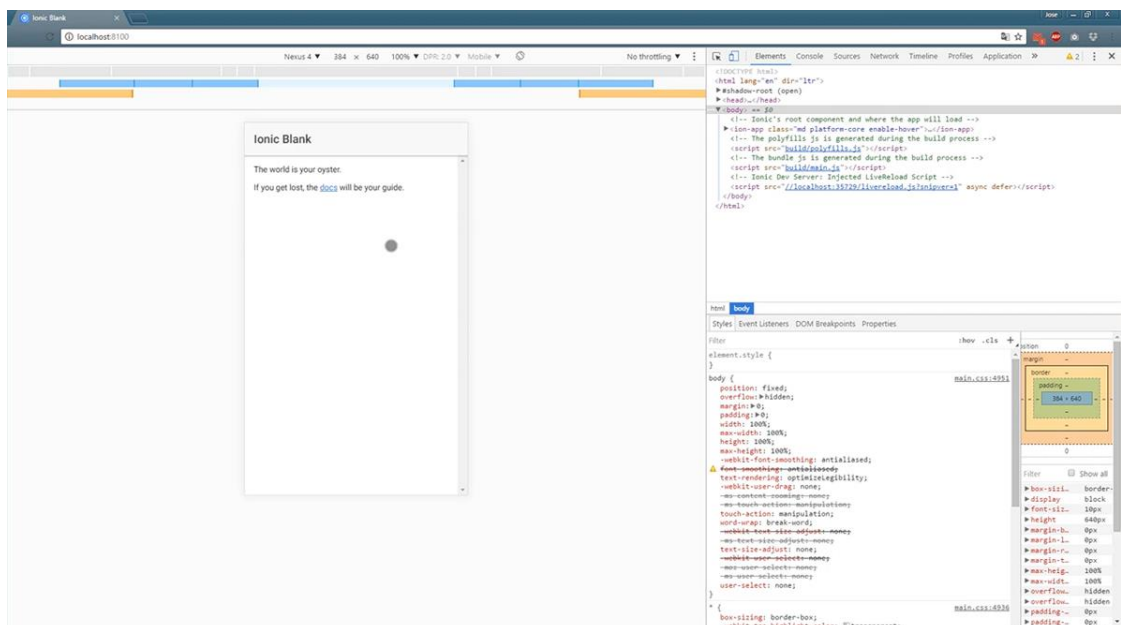 Ionic Blank
Jose
localhost:8100
Nexus 4 ▼ 384 × 640 100% ▼ DPR: 2.0 ▼ Mobile ▼ No throttling ▼
Elements Console Sources Network Timeline Profiles Application » 2
Ionic Blank
The world is your oyster.
If you get lost, the docs will be your guide.
<!DOCTYPE html>
<html lang="en" dir="ltr">
▶#shadow-root (open)
▶<head>…</head>
▼<body> == $0
<!-- Ionic's root component and where the app will load -->
▶<ion-app class="md platform-core enable-hover">…</ion-app>
<!-- The polyfills js is generated during the build process -->
<script src="build/polyfills.js"></script>
<!-- The bundle js is generated during the build process -->
<script src="build/main.js"></script>
<!-- Ionic Dev Server: Injected LiveReload Script -->
<script src="//localhost:35729/livereload.js?snipver=1" async defer></script>
</body>
</html>
html body
Styles Event Listeners DOM Breakpoints Properties
Filter :hov .cls +
element.style {
}
body { main.css:4951
position: fixed;
overflow:▶hidden;
margin:▶0;
padding:▶0;
width: 100%;
max-width: 100%;
height: 100%;
max-height: 100%;
-webkit-font-smoothing: antialiased;
font-smoothing: antialiased;
text-rendering: optimizeLegibility;
-webkit-user-drag: none;
-ms-content-zooming: none;
-ms-touch-action: manipulation;
touch-action: manipulation;
word-wrap: break-word;
-webkit-text-size-adjust: none;
-ms-text-size-adjust: none;
text-size-adjust: none;
-webkit-user-select: none;
-moz-user-select: none;
-ms-user-select: none;
user-select: none;
}
* { main.css:4936
box-sizing: border-box;
osition 0
margin -
border -
padding -
384 × 640
-
-
-
0
Filter Show all
▶box-sizi… border-
▶display block
▶font-siz… 10px
▶height 640px
▶margin-b… 0px
▶margin-l… 0px
▶margin-r… 0px
▶margin-t… 0px
▶max-heig… 100%
▶max-widt… 100%
▶overflow… hidden
▶overflow… hidden
▶padding-… 0px
▶padding-… 0px